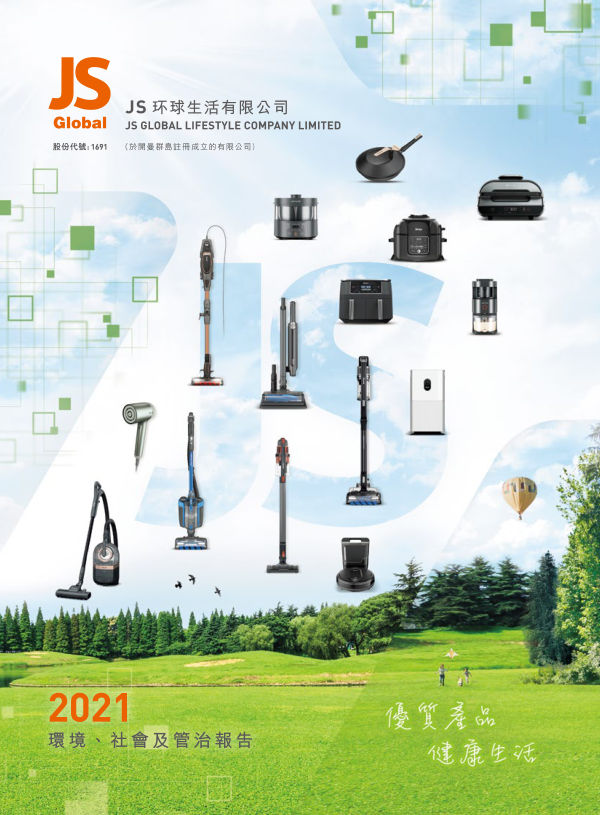 JS
Global
JS 环球生活有限公司
JS GLOBAL LIFESTYLE COMPANY LIMITED
股份代號: 1691
（於開曼群島註冊成立的有限公司）
JS
2021
環境、社會及管治報告
優質產品
健康生活